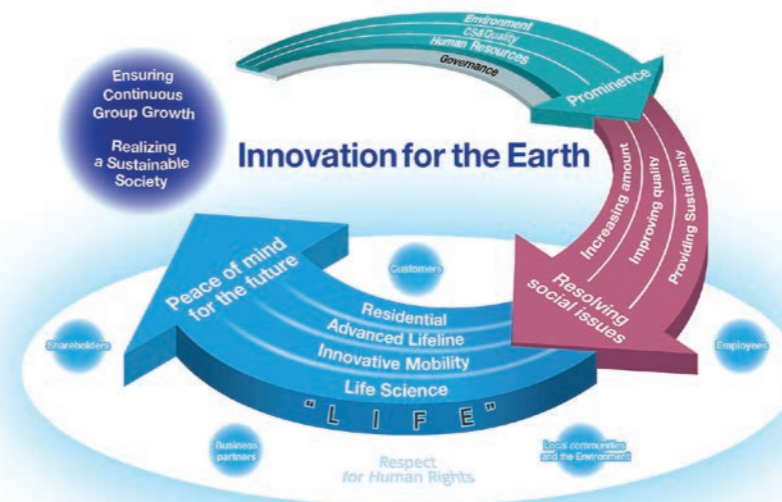 Environment
CS&Quality
Human Resources
Governance
Prominence
Ensuring
Continuous
Group Growth
Realizing
a Sustainable
Society
Innovation for the Earth
Increasing amount
Improving quality
Providing Sustainably
Resolving
social issues
Peace of mind
for the future
Customers
Residential
Advanced Lifeline
Innovative Mobility
Life Science
"LIFE"
Shareholders
Employees
Business
partners
Local communities
and the Environment
Respect
for Human Rights